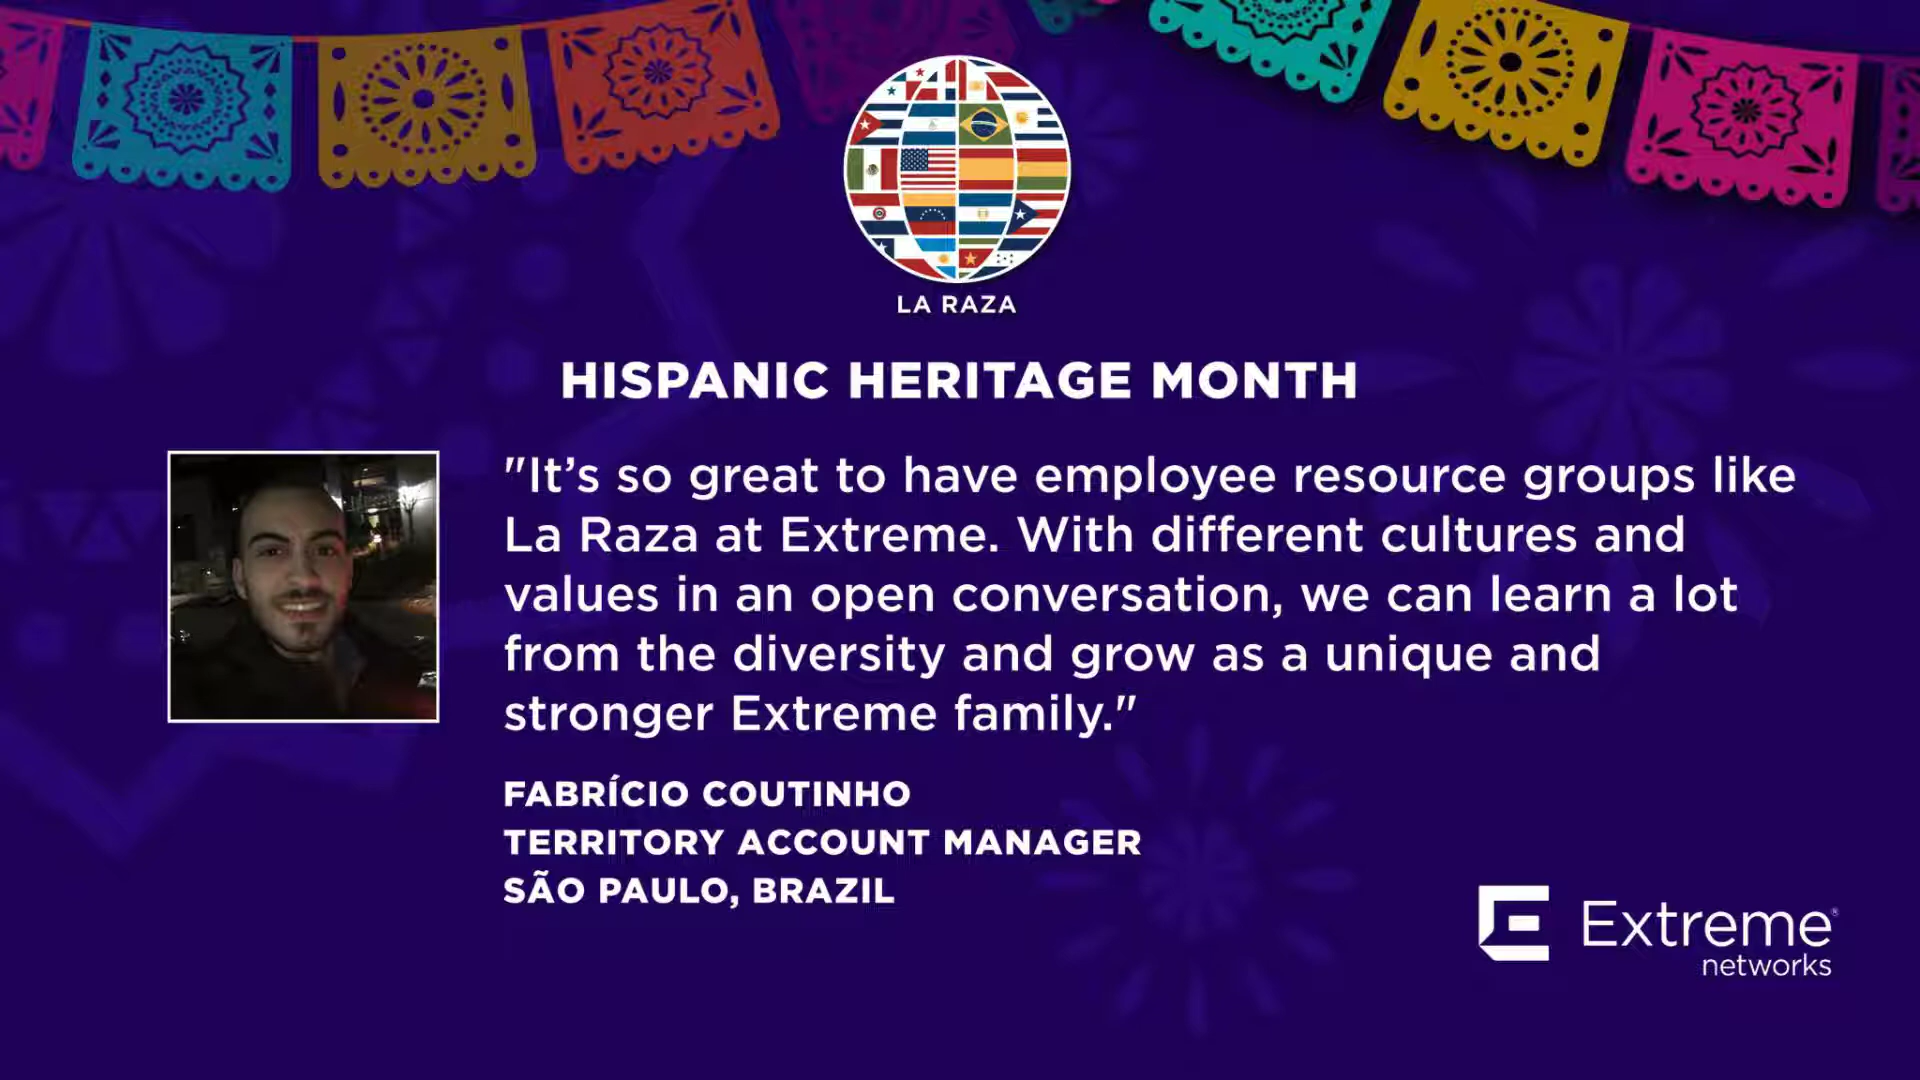 LA RAZA
HISPANIC HERITAGE MONTH
"It’s so great to have employee resource groups like
La Raza at Extreme. With different cultures and
values in an open conversation, we can learn a lot
from the diversity and grow as a unique and
stronger Extreme family."
FABRÍCIO COUTINHO
TERRITORY ACCOUNT MANAGER
SÃO PAULO, BRAZIL
Extreme®
networks